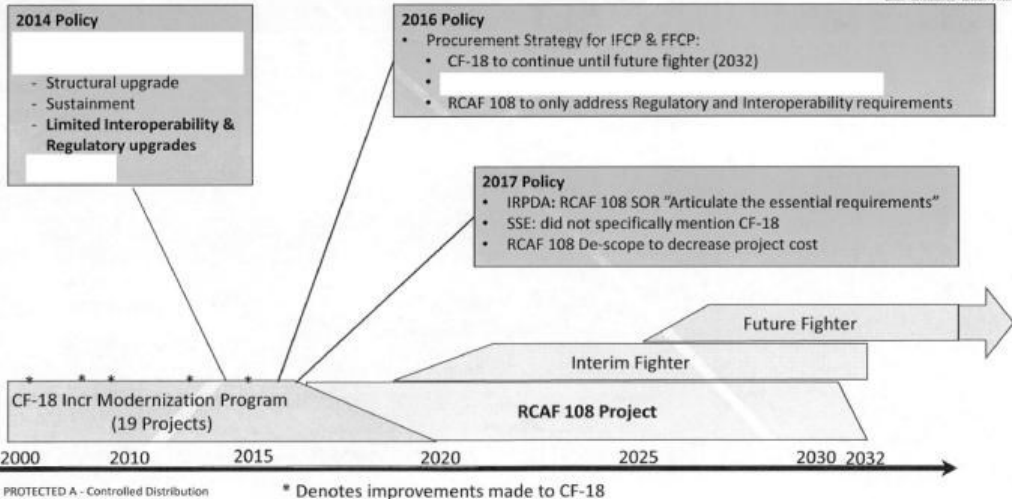 2014 Policy
- Structural upgrade
- Sustainment
- Limited Interoperability &
Regulatory upgrades
2016 Policy
• Procurement Strategy for IFCP & FFCP:
• CF-18 to continue until future fighter (2032)
•
• RCAF 108 to only address Regulatory and Interoperability requirements
2017 Policy
• IRPDA: RCAF 108 SOR "Articulate the essential requirements"
• SSE: did not specifically mention CF-18
• RCAF 108 De-scope to decrease project cost
Future Fighter
Interim Fighter
* * * * *
CF-18 Incr Modernization Program
(19 Projects)
RCAF 108 Project
2000 2010 2015 2020 2025 2030 2032
PROTECTED A - Controlled Distribution
* Denotes improvements made to CF-18